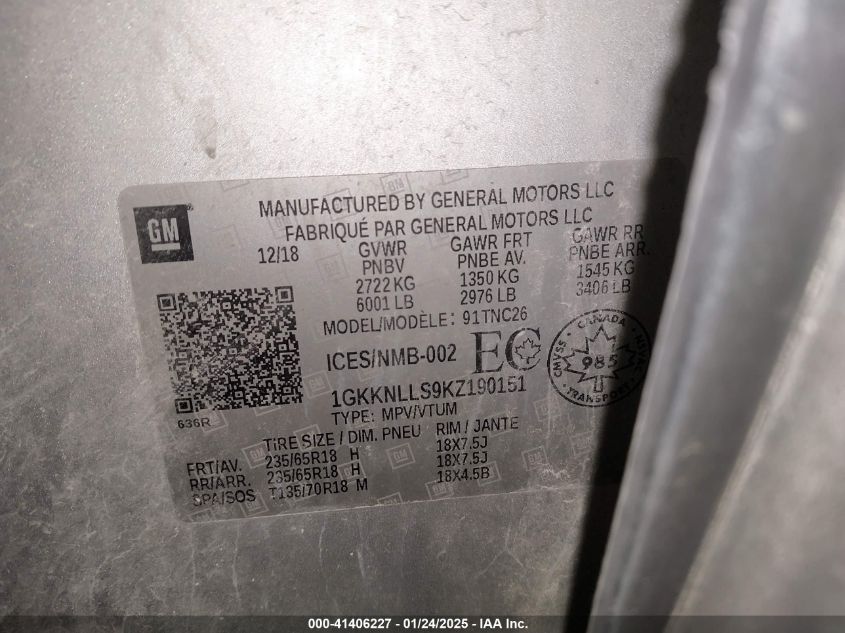 MANUFACTURED BY GENERAL MOTORS LLC
FABRIQUÉ PAR GENERAL MOTORS LLC
GM
12/18
GVWR GAWR FRT GAWR RR
PNBV PNBE AV. PNBE ARR.
2722 KG 1350 KG 1545 KG
6001 LB 2976 LB 3406 LB
MODEL/MODÈLE: 91TNC26
ICES/NMB-002 EC
CANADA
CMVSS 985 NSVAC
1GKKNLLS9KZ190151
TYPE: MPV/VTUM
636R
TIRE SIZE / DIM. PNEU RIM / JANTE
FRT/AV. 235/65R18 H 18X7.5J
RR/ARR. 235/65R18 H 18X7.5J
SPA/SOS T135/70R18 M 18X4.5B
000-41406227 - 01/24/2025 - IAA Inc.